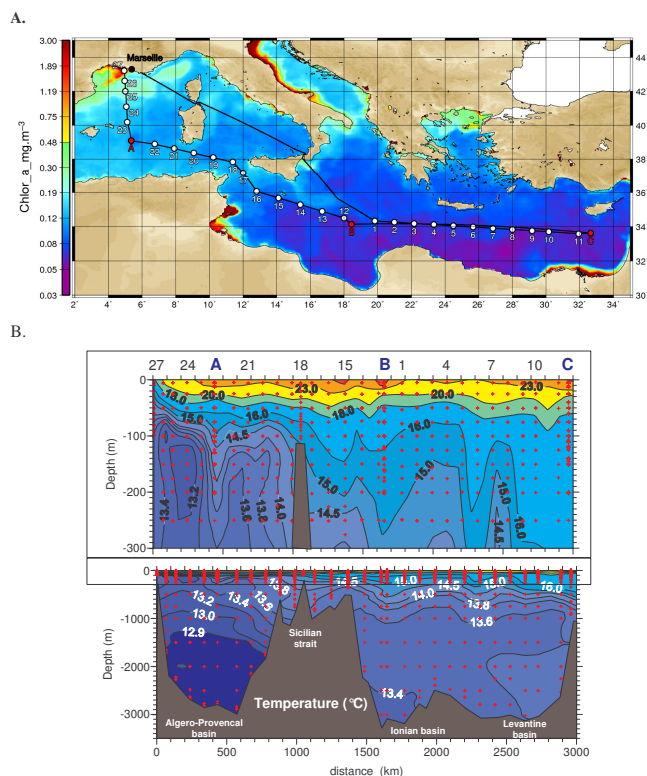 A.
Chlor_a_mg.m-3
3.00
1.89
1.19
0.75
0.48
0.30
0.19
0.12
0.08
0.05
0.03
Marseille
27
26
25
24
23
A
22
21
20
19
18
17
16
15
14
13
12
B
1
2
3
4
5
6
7
8
9
10
11
C
44
42
40
38
36
34
32
30
2° 4° 6° 8° 10° 12° 14° 16° 18° 20° 22° 24° 26° 28° 30° 32° 34°
B.
27 24 A 21 18 15 B 1 4 7 10 C
Depth (m)
0
-100
-200
-300
23.0 23.0
18.0 20.0 20.0
15.0 16.0 18.0 16.0
14.5
13.4 13.2 13.6 13.8 14.0 15.0 14.5 15.0 15.0 14.5 16.0
Depth (m)
0
-1000
-2000
-3000
13.8 15.0 14.5 15.0 16.0
13.2 13.4 14.0 13.8
13.0 13.6
12.9
Sicilian
strait
Temperature (°C)
13.4
Algero-Provencal
basin
Ionian basin
Levantine
basin
0 500 1000 1500 2000 2500 3000
distance (km)